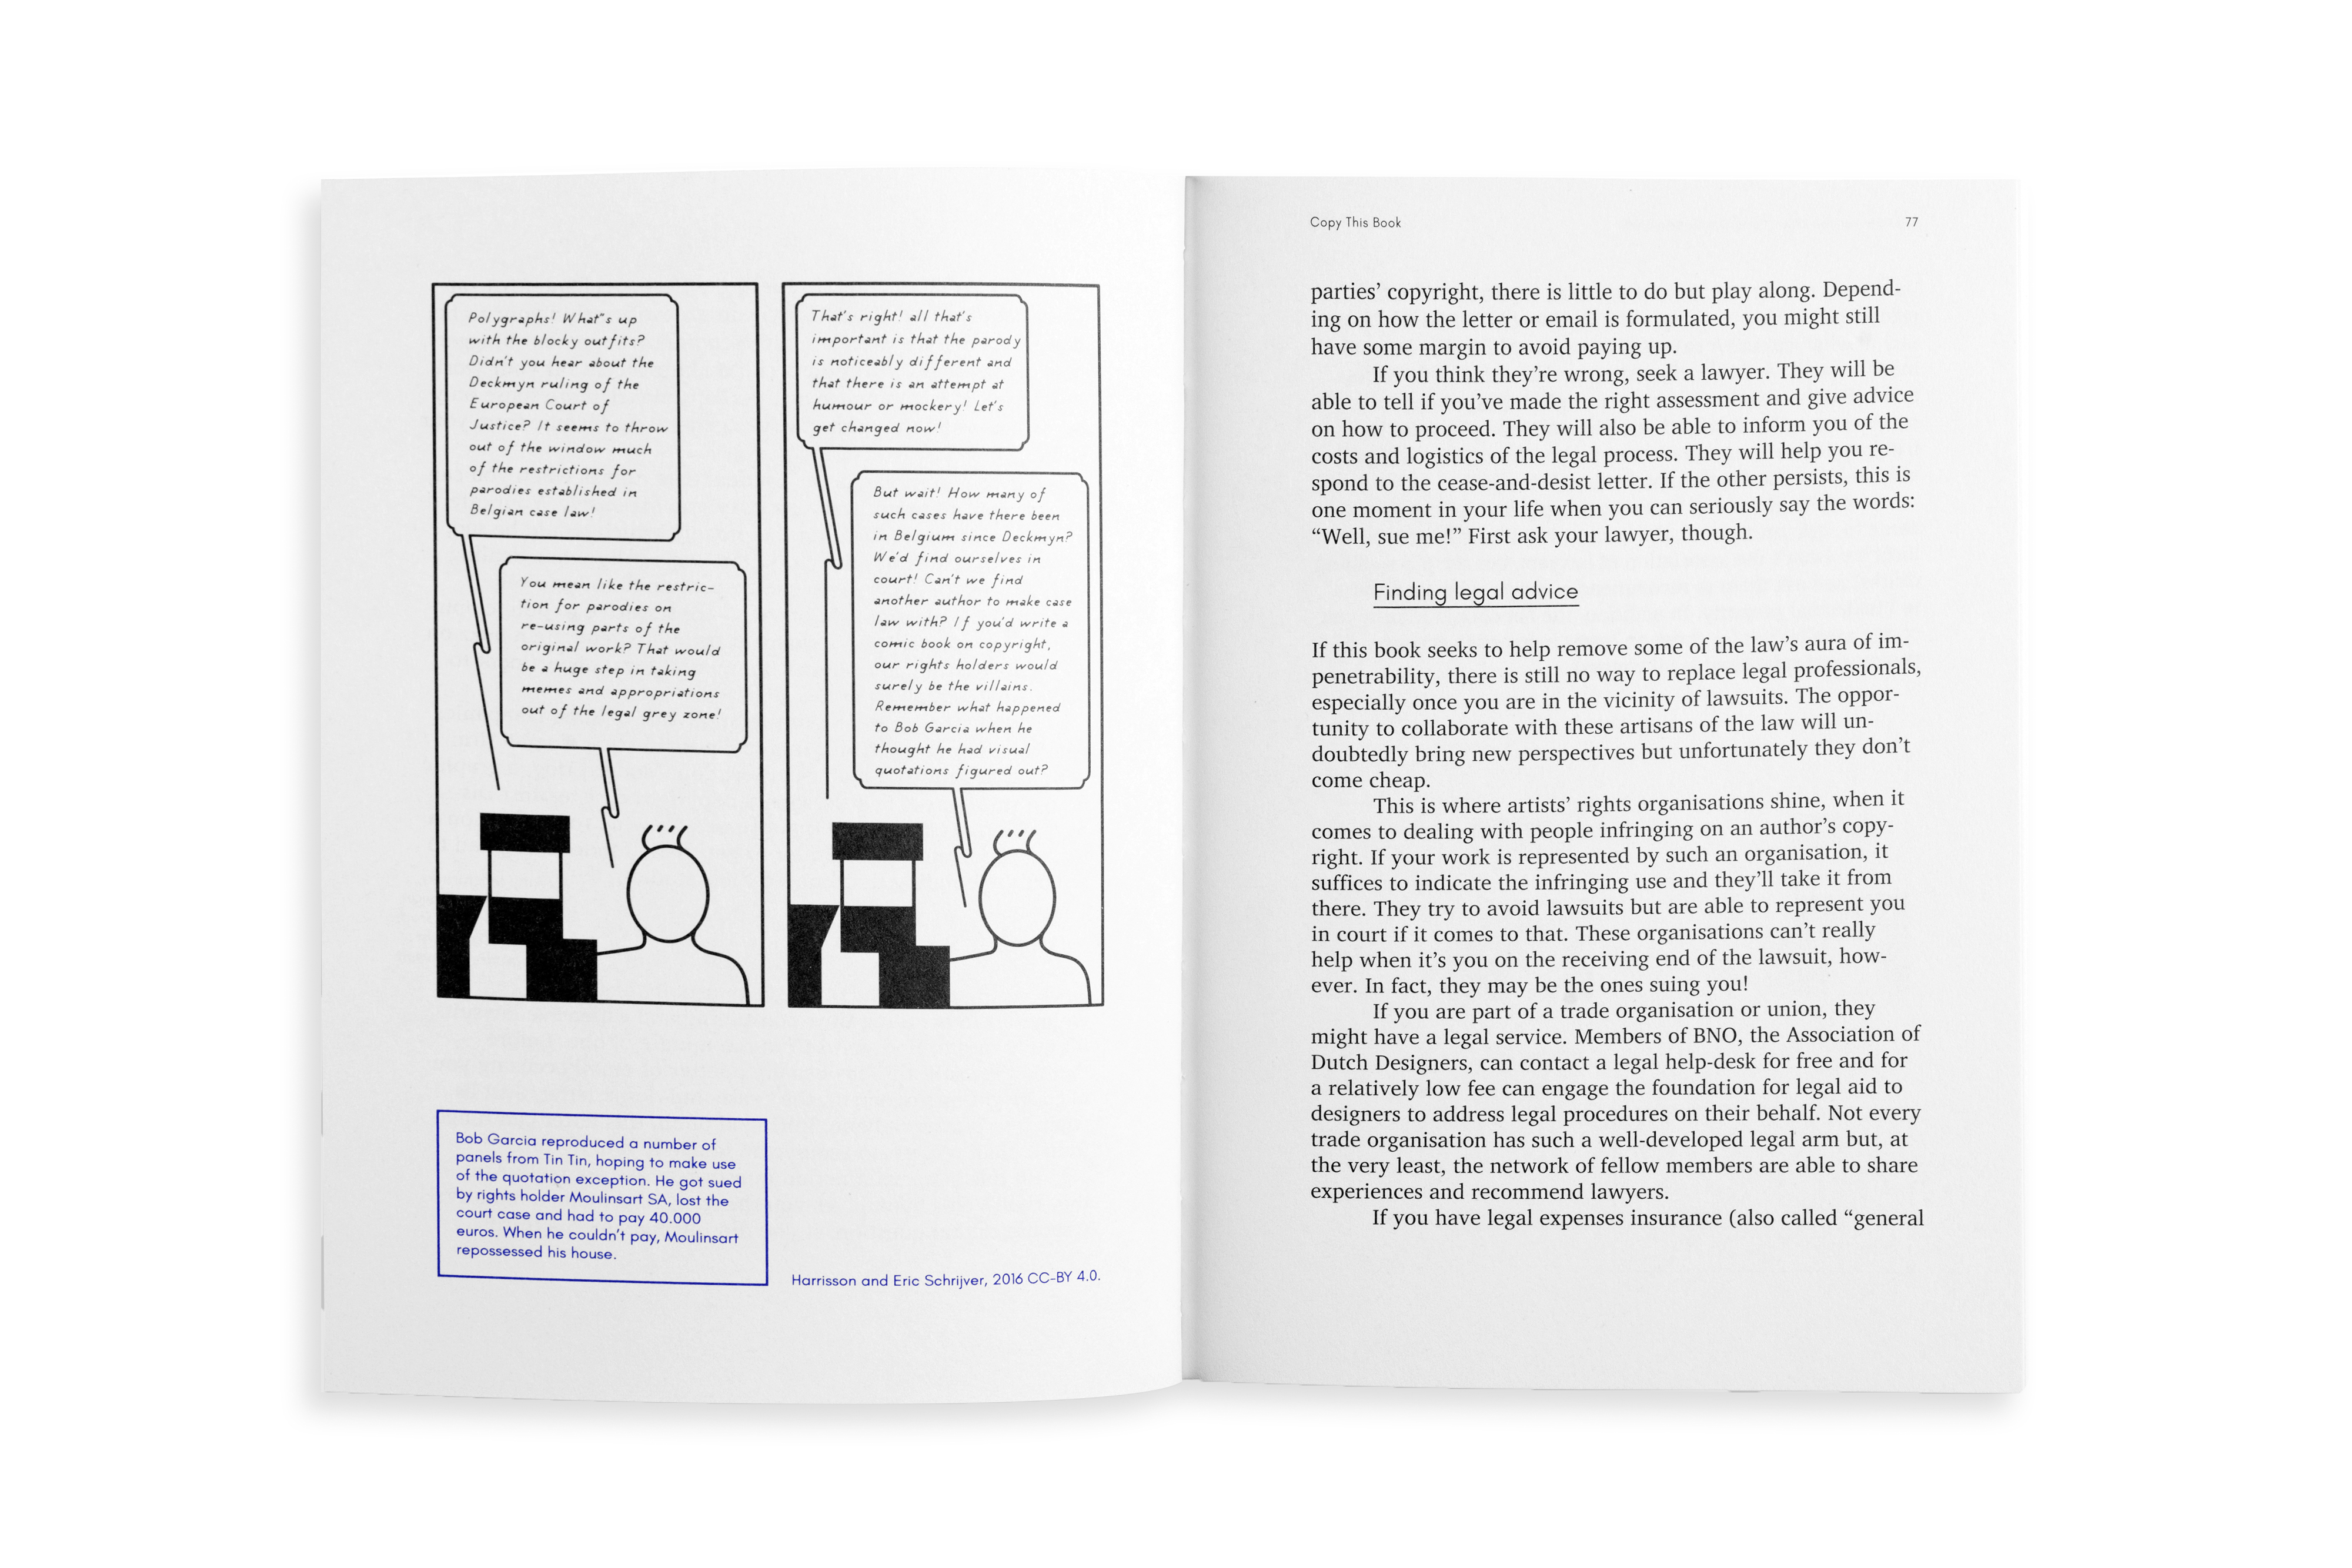 Polygraphs! What"s up
with the blocky outfits?
Didn't you hear about the
Deckmyn ruling of the
European Court of
Justice? It seems to throw
out of the window much
of the restrictions for
parodies established in
Belgian case law!
You mean like the restric-
tion for parodies on
re-using parts of the
original work? That would
be a huge step in taking
memes and appropriations
out of the legal grey zone!
That's right! all that's
important is that the parody
is noticeably different and
that there is an attempt at
humour or mockery! Let's
get changed now!
But wait! How many of
such cases have there been
in Belgium since Deckmyn?
We'd find ourselves in
court! Can't we find
another author to make case
law with? If you'd write a
comic book on copyright,
our rights holders would
surely be the villains.
Remember what happened
to Bob Garcia when he
thought he had visual
quotations figured out?
Bob Garcia reproduced a number of
panels from Tin Tin, hoping to make use
of the quotation exception. He got sued
by rights holder Moulinsart SA, lost the
court case and had to pay 40.000
euros. When he couldn't pay, Moulinsart
repossessed his house.
Harrisson and Eric Schrijver, 2016 CC-BY 4.0.
Copy This Book 77
parties' copyright, there is little to do but play along. Depend-
ing on how the letter or email is formulated, you might still
have some margin to avoid paying up.
If you think they're wrong, seek a lawyer. They will be
able to tell if you've made the right assessment and give advice
on how to proceed. They will also be able to inform you of the
costs and logistics of the legal process. They will help you re-
spond to the cease-and-desist letter. If the other persists, this is
one moment in your life when you can seriously say the words:
“Well, sue me!” First ask your lawyer, though.
Finding legal advice
If this book seeks to help remove some of the law's aura of im-
penetrability, there is still no way to replace legal professionals,
especially once you are in the vicinity of lawsuits. The oppor-
tunity to collaborate with these artisans of the law will un-
doubtedly bring new perspectives but unfortunately they don't
come cheap.
This is where artists' rights organisations shine, when it
comes to dealing with people infringing on an author's copy-
right. If your work is represented by such an organisation, it
suffices to indicate the infringing use and they'll take it from
there. They try to avoid lawsuits but are able to represent you
in court if it comes to that. These organisations can't really
help when it's you on the receiving end of the lawsuit, how-
ever. In fact, they may be the ones suing you!
If you are part of a trade organisation or union, they
might have a legal service. Members of BNO, the Association of
Dutch Designers, can contact a legal help-desk for free and for
a relatively low fee can engage the foundation for legal aid to
designers to address legal procedures on their behalf. Not every
trade organisation has such a well-developed legal arm but, at
the very least, the network of fellow members are able to share
experiences and recommend lawyers.
If you have legal expenses insurance (also called “general